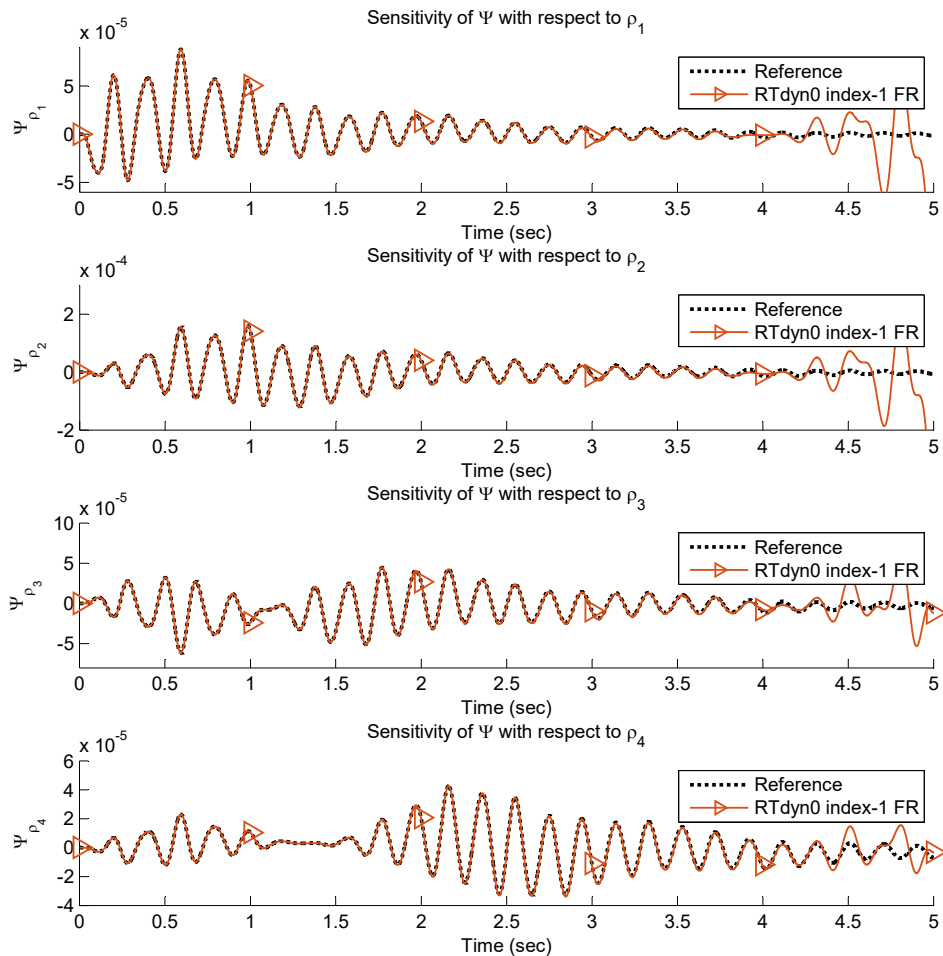 Sensitivity of Ψ with respect to ρ1
x 10^-5
5
0
-5
Ψρ1
Reference
RTdyn0 index-1 FR
0 0.5 1 1.5 2 2.5 3 3.5 4 4.5 5
Time (sec)
Sensitivity of Ψ with respect to ρ2
x 10^-4
2
0
-2
Ψρ2
Reference
RTdyn0 index-1 FR
0 0.5 1 1.5 2 2.5 3 3.5 4 4.5 5
Time (sec)
Sensitivity of Ψ with respect to ρ3
x 10^-5
10
5
0
-5
Ψρ3
Reference
RTdyn0 index-1 FR
0 0.5 1 1.5 2 2.5 3 3.5 4 4.5 5
Time (sec)
Sensitivity of Ψ with respect to ρ4
x 10^-5
6
4
2
0
-2
-4
Ψρ4
Reference
RTdyn0 index-1 FR
0 0.5 1 1.5 2 2.5 3 3.5 4 4.5 5
Time (sec)